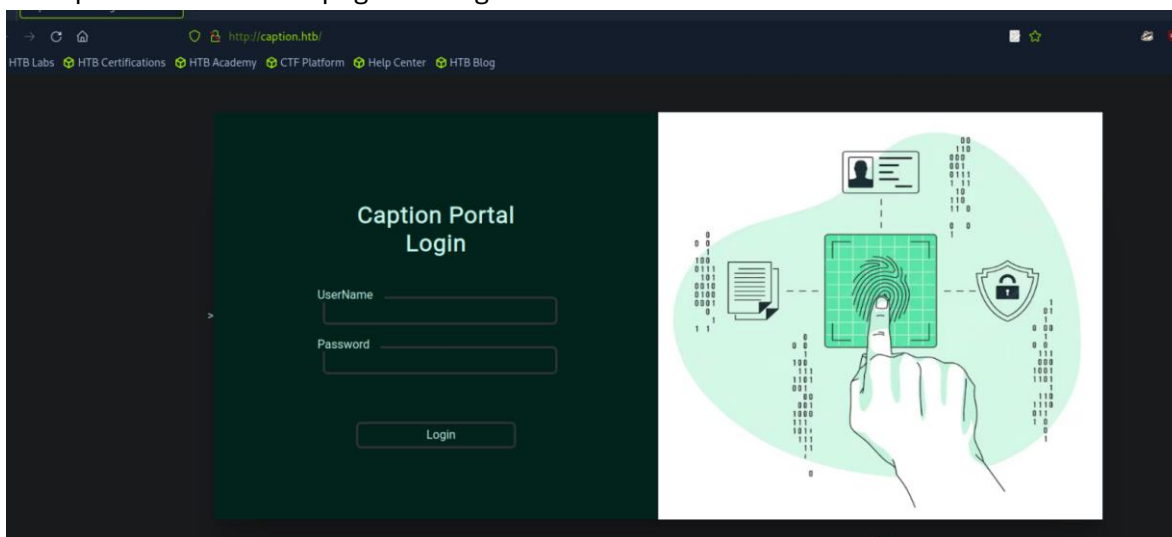 http://caption.htb/
HTB Labs HTB Certifications HTB Academy CTF Platform Help Center HTB Blog
Caption Portal
Login
UserName
>
Password
Login